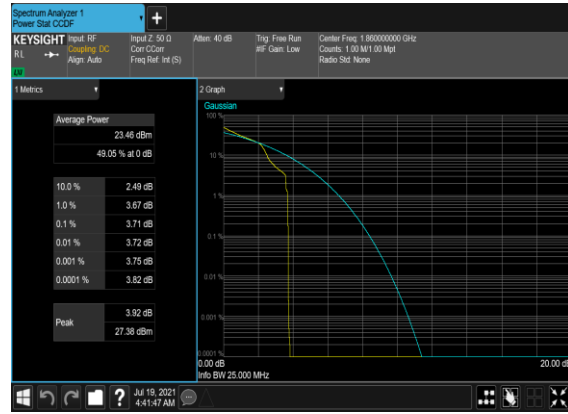 Spectrum Analyzer 1
Power Stat CCDF
+
KEYSIGHT
R L
LXI
Input: RF
Coupling: DC
Align: Auto
Input Z: 50 Ω
Corr CCorr
Freq Ref: Int (S)
Atten: 40 dB
Trig: Free Run
#IF Gain: Low
Center Freq: 1.860000000 GHz
Counts: 1.00 M/1.00 Mpt
Radio Std: None
1 Metrics
Average Power
23.46 dBm
49.05 % at 0 dB
10.0 % 2.49 dB
1.0 % 3.67 dB
0.1 % 3.71 dB
0.01 % 3.72 dB
0.001 % 3.75 dB
0.0001 % 3.82 dB
Peak
3.92 dB
27.38 dBm
2 Graph
Gaussian
100 %
10 %
1 %
0.1 %
0.01 %
0.001 %
0.0001 %
0.00 dB
20.00 dB
Info BW 25.000 MHz
?
Jul 19, 2021
4:41:47 AM